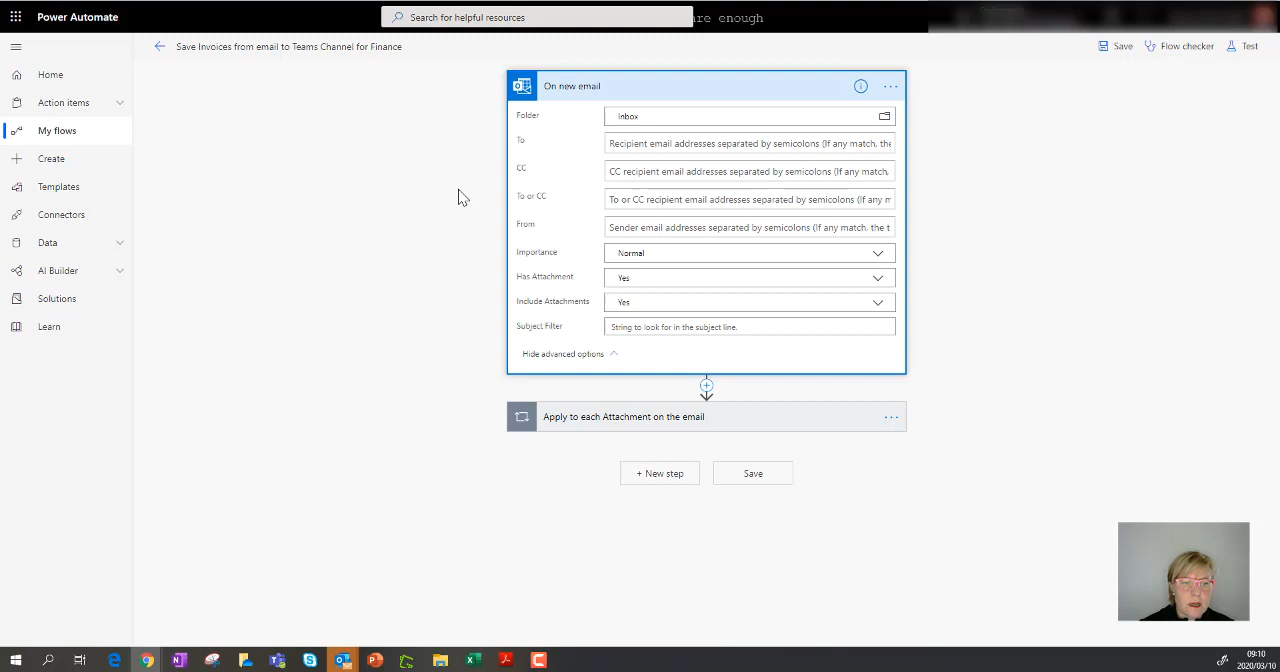 Power Automate
Search for helpful resources
re enough
Save Invoices from email to Teams Channel for Finance
Save
Flow checker
Test
Home
Action items
My flows
Create
Templates
Connectors
Data
AI Builder
Solutions
Learn
On new email
Folder
Inbox
To
Recipient email addresses separated by semicolons (If any match, the
CC
CC recipient email addresses separated by semicolons (If any match,
To or CC
To or CC recipient email addresses separated by semicolons (If any m
From
Sender email addresses separated by semicolons (If any match, the t
Importance
Normal
Has Attachment
Yes
Include Attachments
Yes
Subject Filter
String to look for in the subject line.
Hide advanced options
Apply to each Attachment on the email
+ New step
Save
09:10
2020/03/10